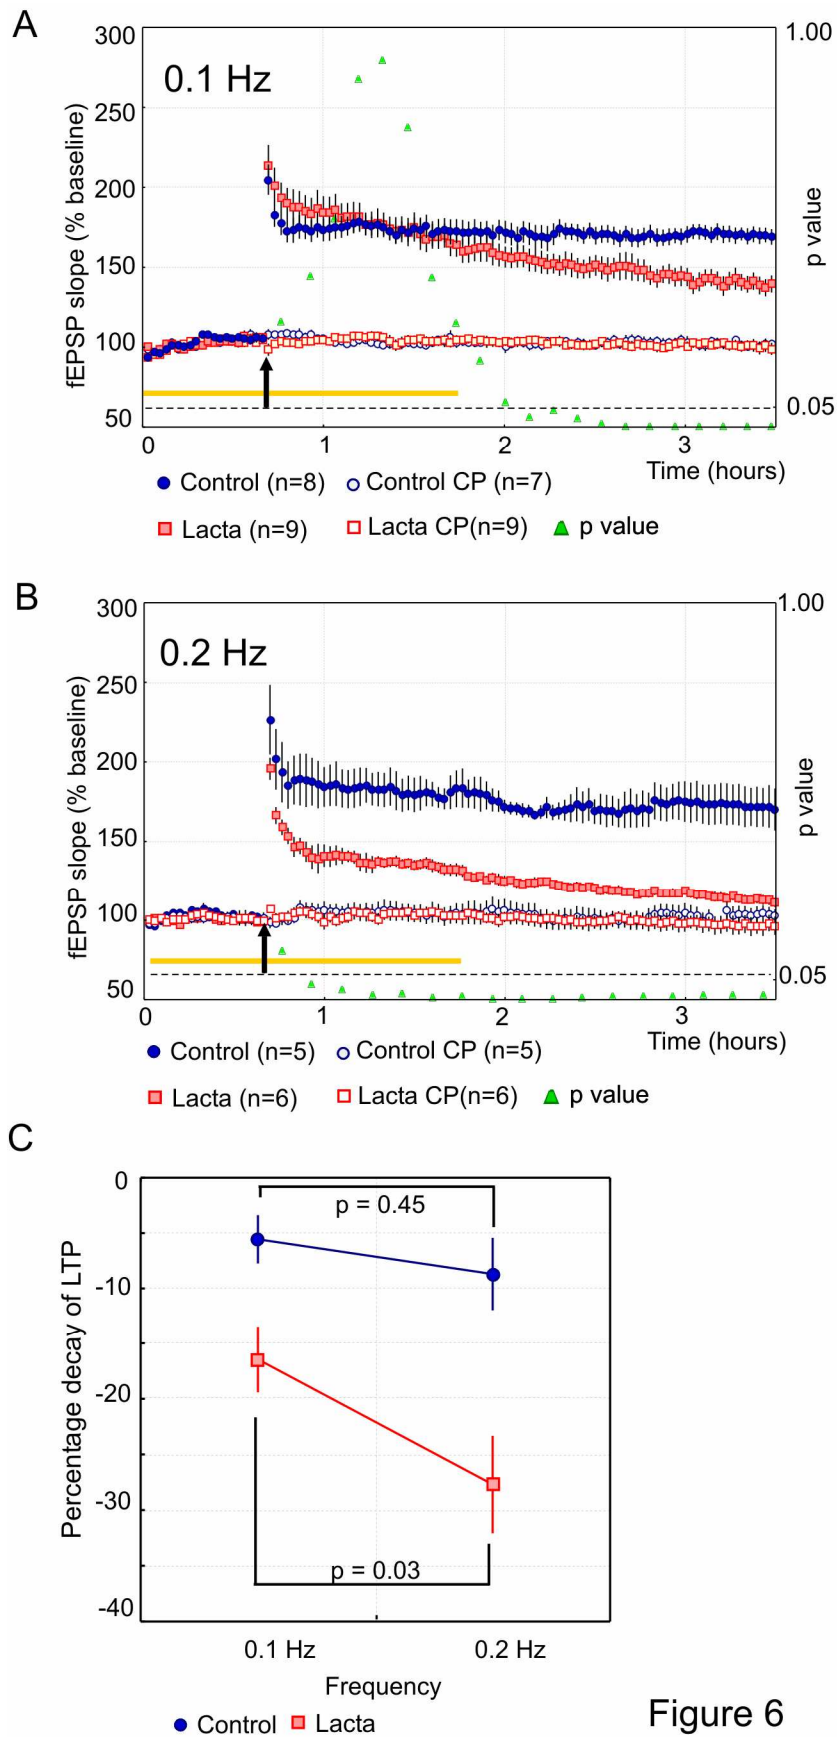 A
300
1.00
0.1 Hz
250
200
150
100
50
0.05
fEPSP slope (% baseline)
p value
0
1
2
3
Time (hours)
Control (n=8)
Control CP (n=7)
Lacta (n=9)
Lacta CP(n=9)
p value
B
300
1.00
0.2 Hz
250
200
150
100
50
0.05
fEPSP slope (% baseline)
p value
0
1
2
3
Time (hours)
Control (n=5)
Control CP (n=5)
Lacta (n=6)
Lacta CP(n=6)
p value
C
0
p = 0.45
-10
-20
-30
p = 0.03
-40
Percentage decay of LTP
0.1 Hz
0.2 Hz
Frequency
Control
Lacta
Figure 6